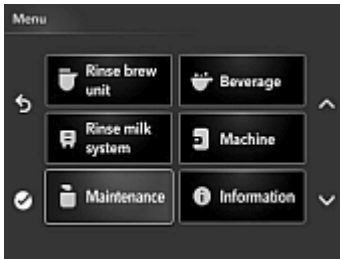 Menu
Rinse brew
unit
Beverage
Rinse milk
system
Machine
Maintenance
Information